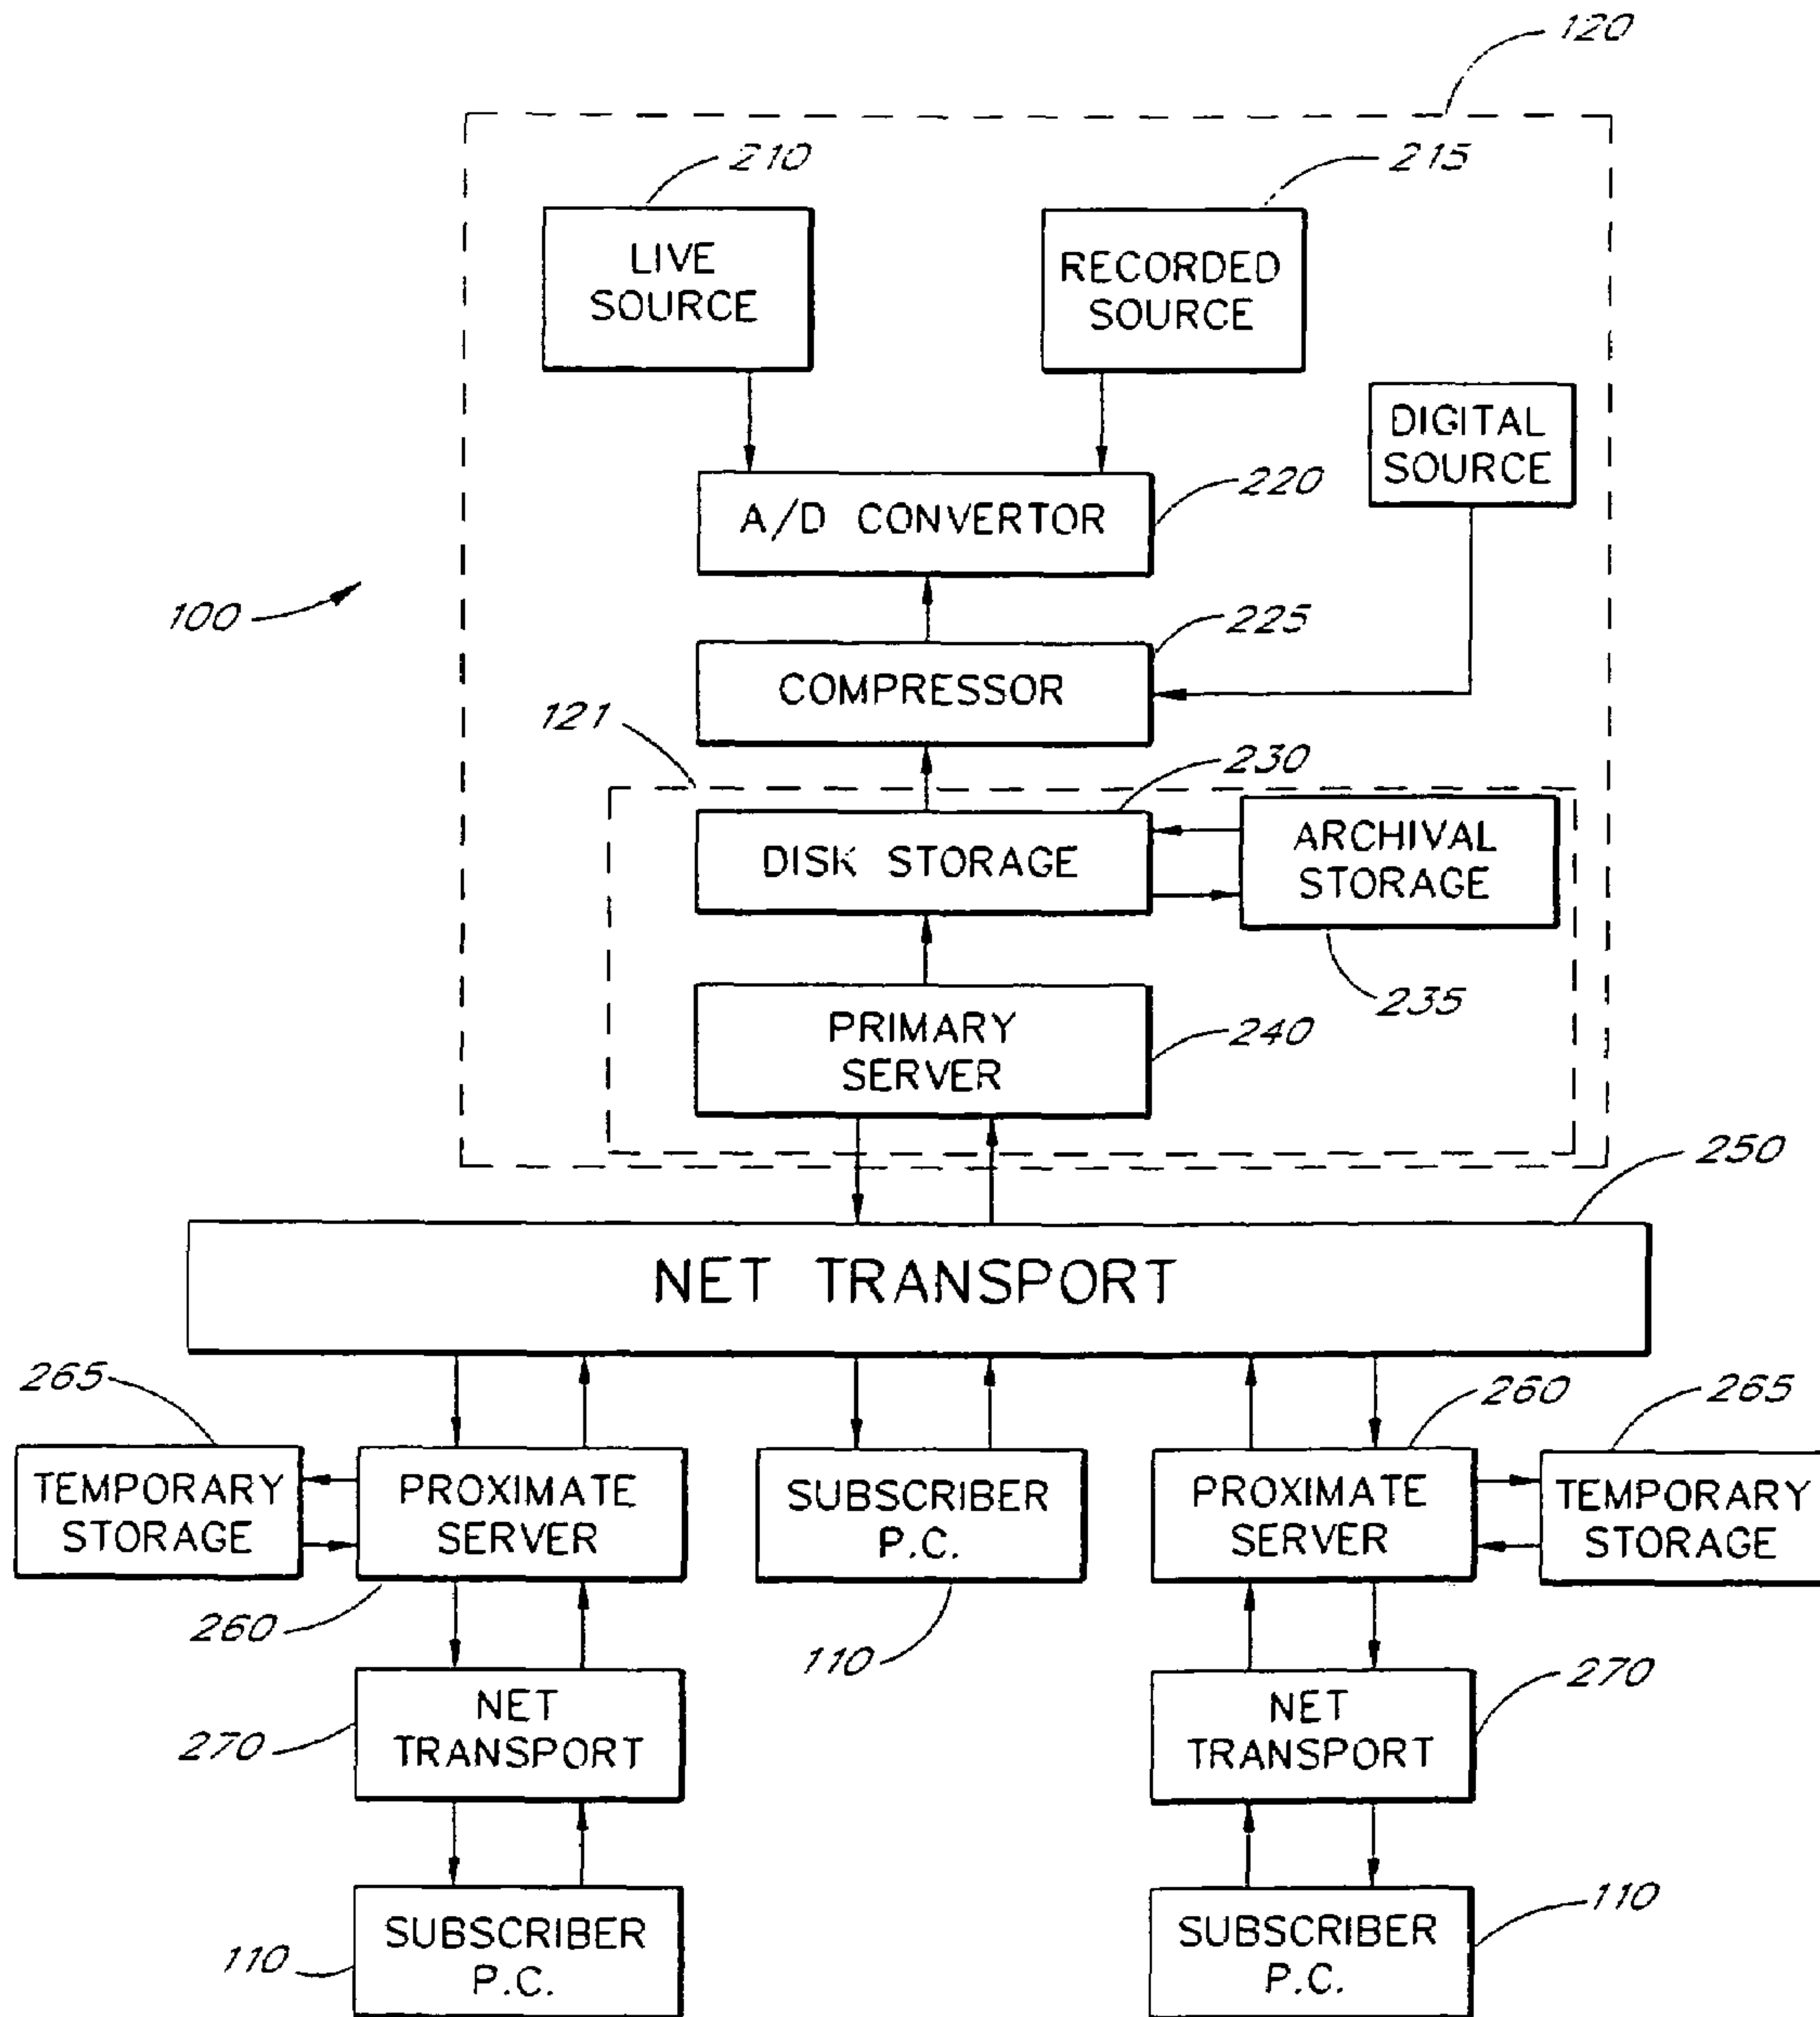 120
210
215
LIVE
SOURCE
RECORDED
SOURCE
DIGITAL
SOURCE
A/D CONVERTOR
220
100
225
COMPRESSOR
121
230
DISK STORAGE
ARCHIVAL
STORAGE
235
PRIMARY
SERVER
240
250
NET TRANSPORT
265
260
265
TEMPORARY
STORAGE
PROXIMATE
SERVER
SUBSCRIBER
P.C.
PROXIMATE
SERVER
TEMPORARY
STORAGE
260
110
270
NET
TRANSPORT
270
NET
TRANSPORT
110
SUBSCRIBER
P.C.
SUBSCRIBER
P.C.
110